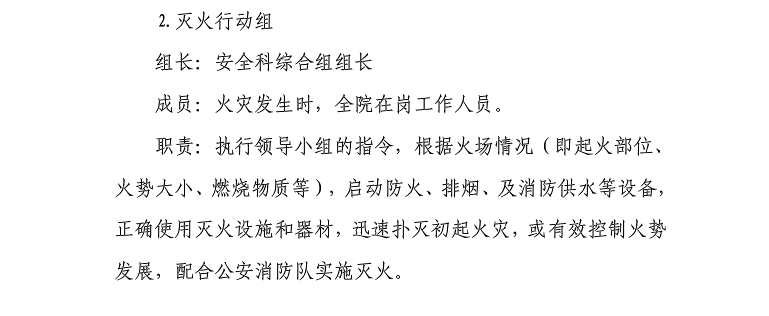 2.灭火行动组
组长：安全科综合组组长
成员：火灾发生时，全院在岗工作人员。
职责：执行领导小组的指令，根据火场情况（即起火部位、
火势大小、燃烧物质等），启动防火、排烟、及消防供水等设备，
正确使用灭火设施和器材，迅速扑灭初起火灾，或有效控制火势
发展，配合公安消防队实施灭火。